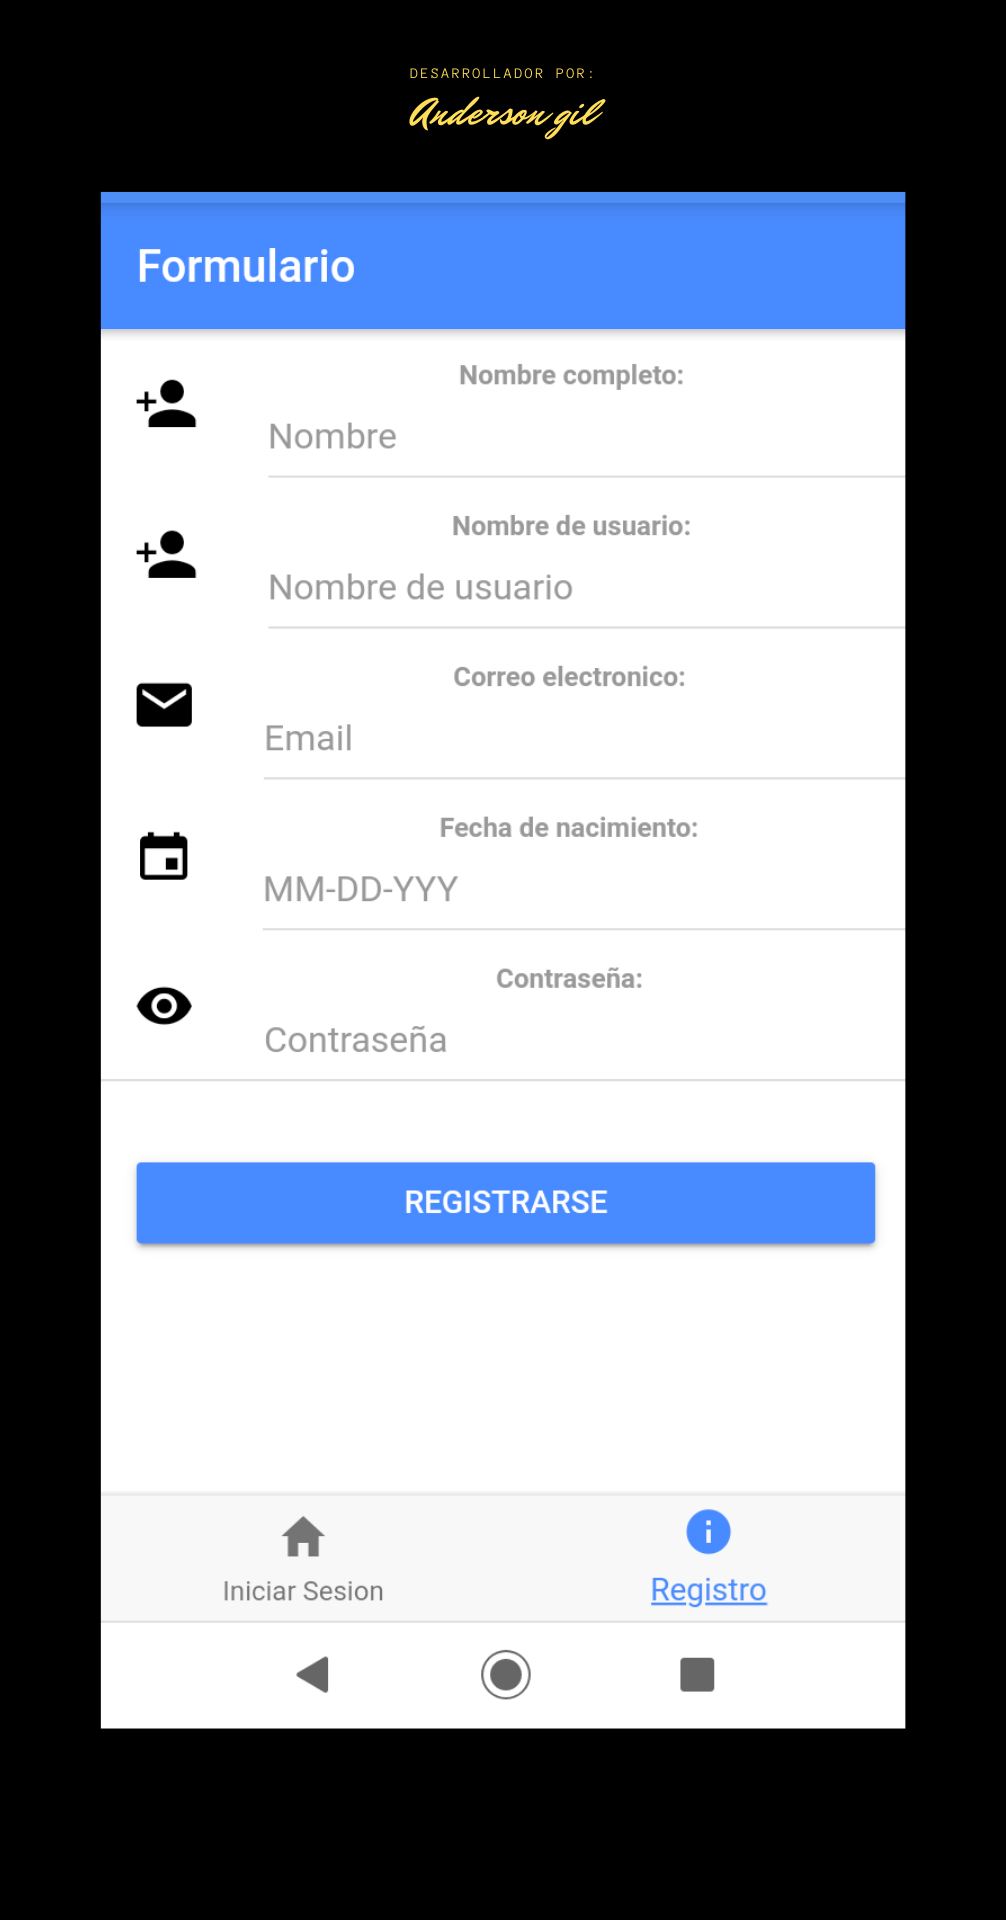 DESARROLLADOR POR:
Anderson gil
Formulario
Nombre completo:
Nombre
Nombre de usuario:
Nombre de usuario
Correo electronico:
Email
Fecha de nacimiento:
MM-DD-YYY
Contraseña:
Contraseña
REGISTRARSE
Iniciar Sesion
Registro